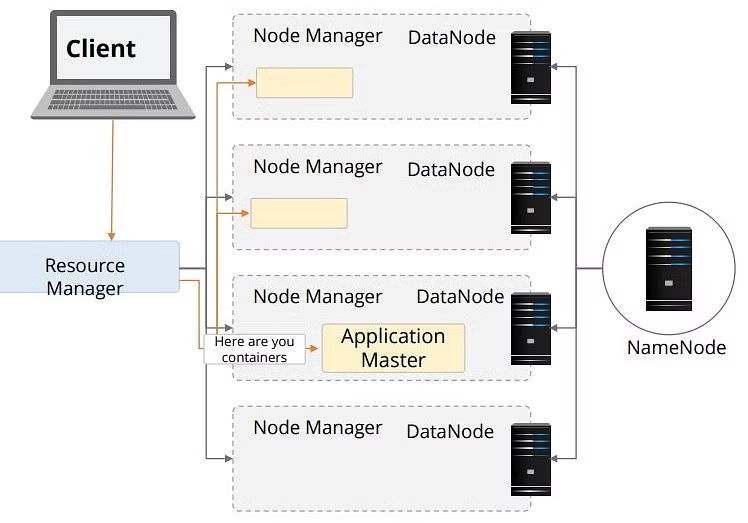 Client
Node Manager
DataNode
Node Manager
DataNode
Resource
Manager
Node Manager
DataNode
Here are you
containers
Application
Master
NameNode
Node Manager
DataNode